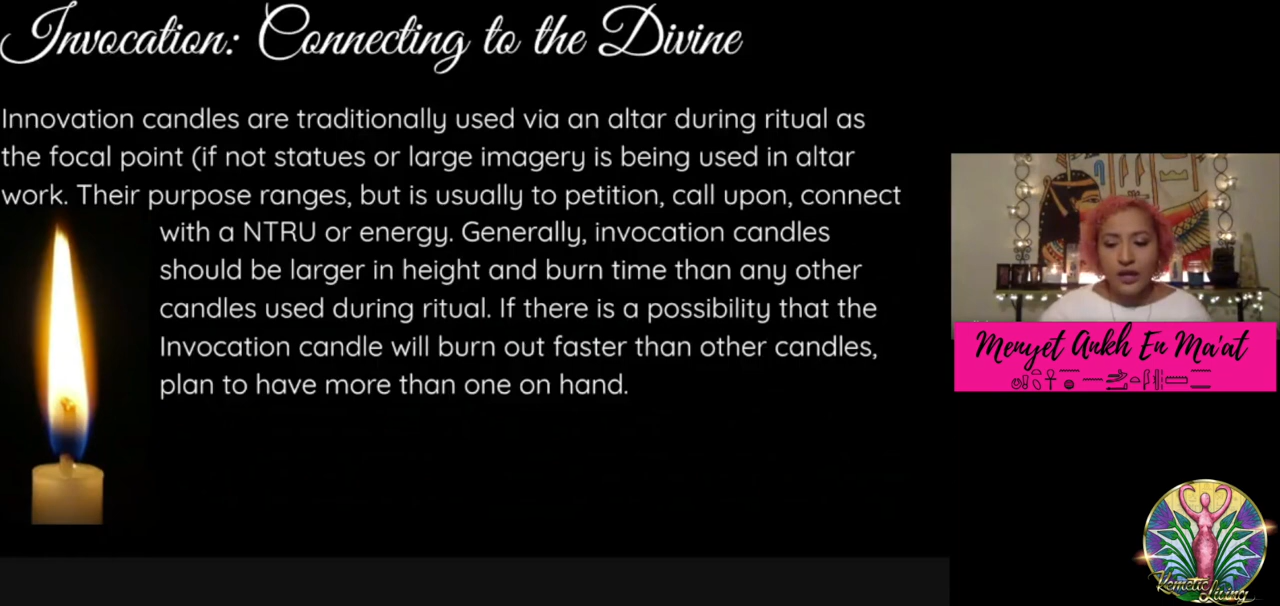 Invocation: Connecting to the Divine
Innovation candles are traditionally used via an altar during ritual as
the focal point (if not statues or large imagery is being used in altar
work. Their purpose ranges, but is usually to petition, call upon, connect
with a NTRU or energy. Generally, invocation candles
should be larger in height and burn time than any other
candles used during ritual. If there is a possibility that the
Invocation candle will burn out faster than other candles,
plan to have more than one on hand.
Menyet Ankh En Ma'at
Kemetic Living